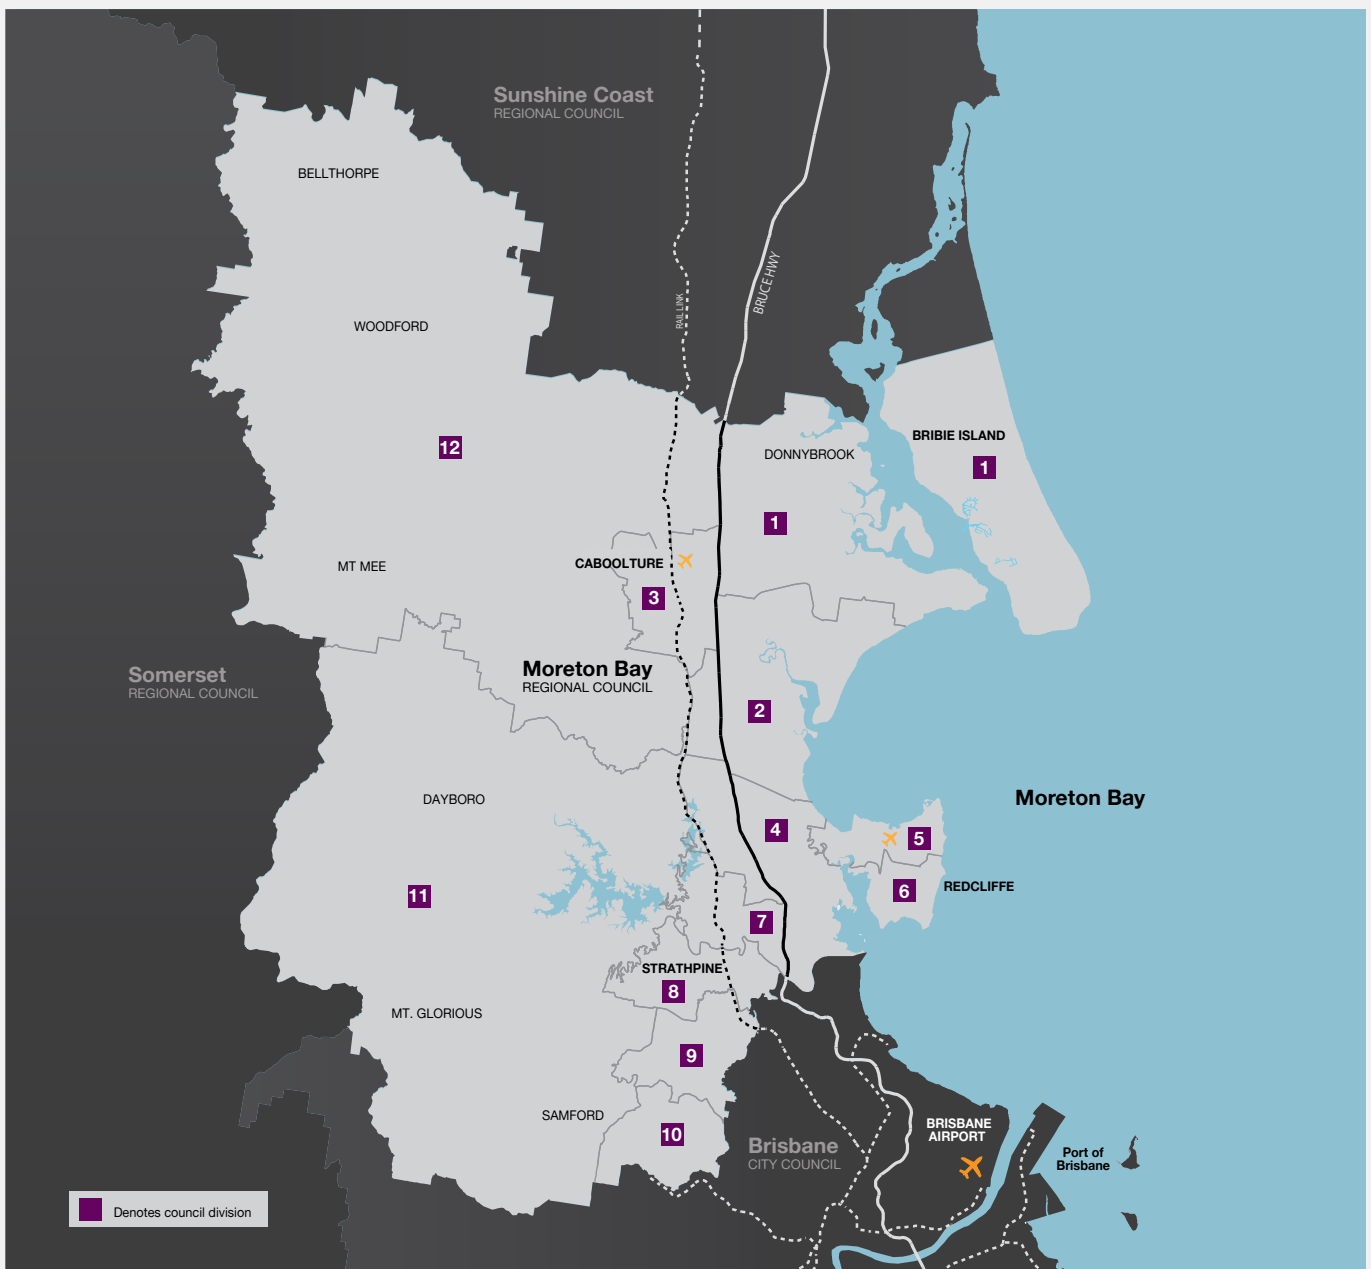 Sunshine Coast
REGIONAL COUNCIL
BELLTHORPE
BRUCE HWY
RAIL LINK
WOODFORD
BRIBIE ISLAND
12
DONNYBROOK
1
1
CABOOLTURE
MT MEE
3
Somerset
REGIONAL COUNCIL
Moreton Bay
REGIONAL COUNCIL
2
DAYBORO
Moreton Bay
4
5
11
6
REDCLIFFE
7
STRATHPINE
8
MT. GLORIOUS
9
SAMFORD
10
Brisbane
CITY COUNCIL
BRISBANE
AIRPORT
Port of
Brisbane
Denotes council division